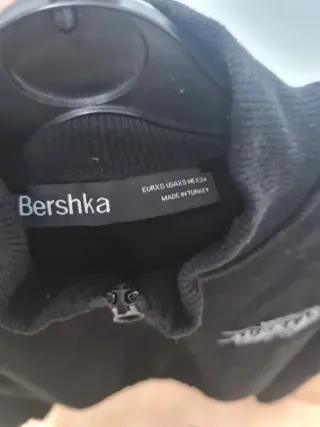 Bershka
EUR XS USA XS MEX 24
MADE IN TURKEY